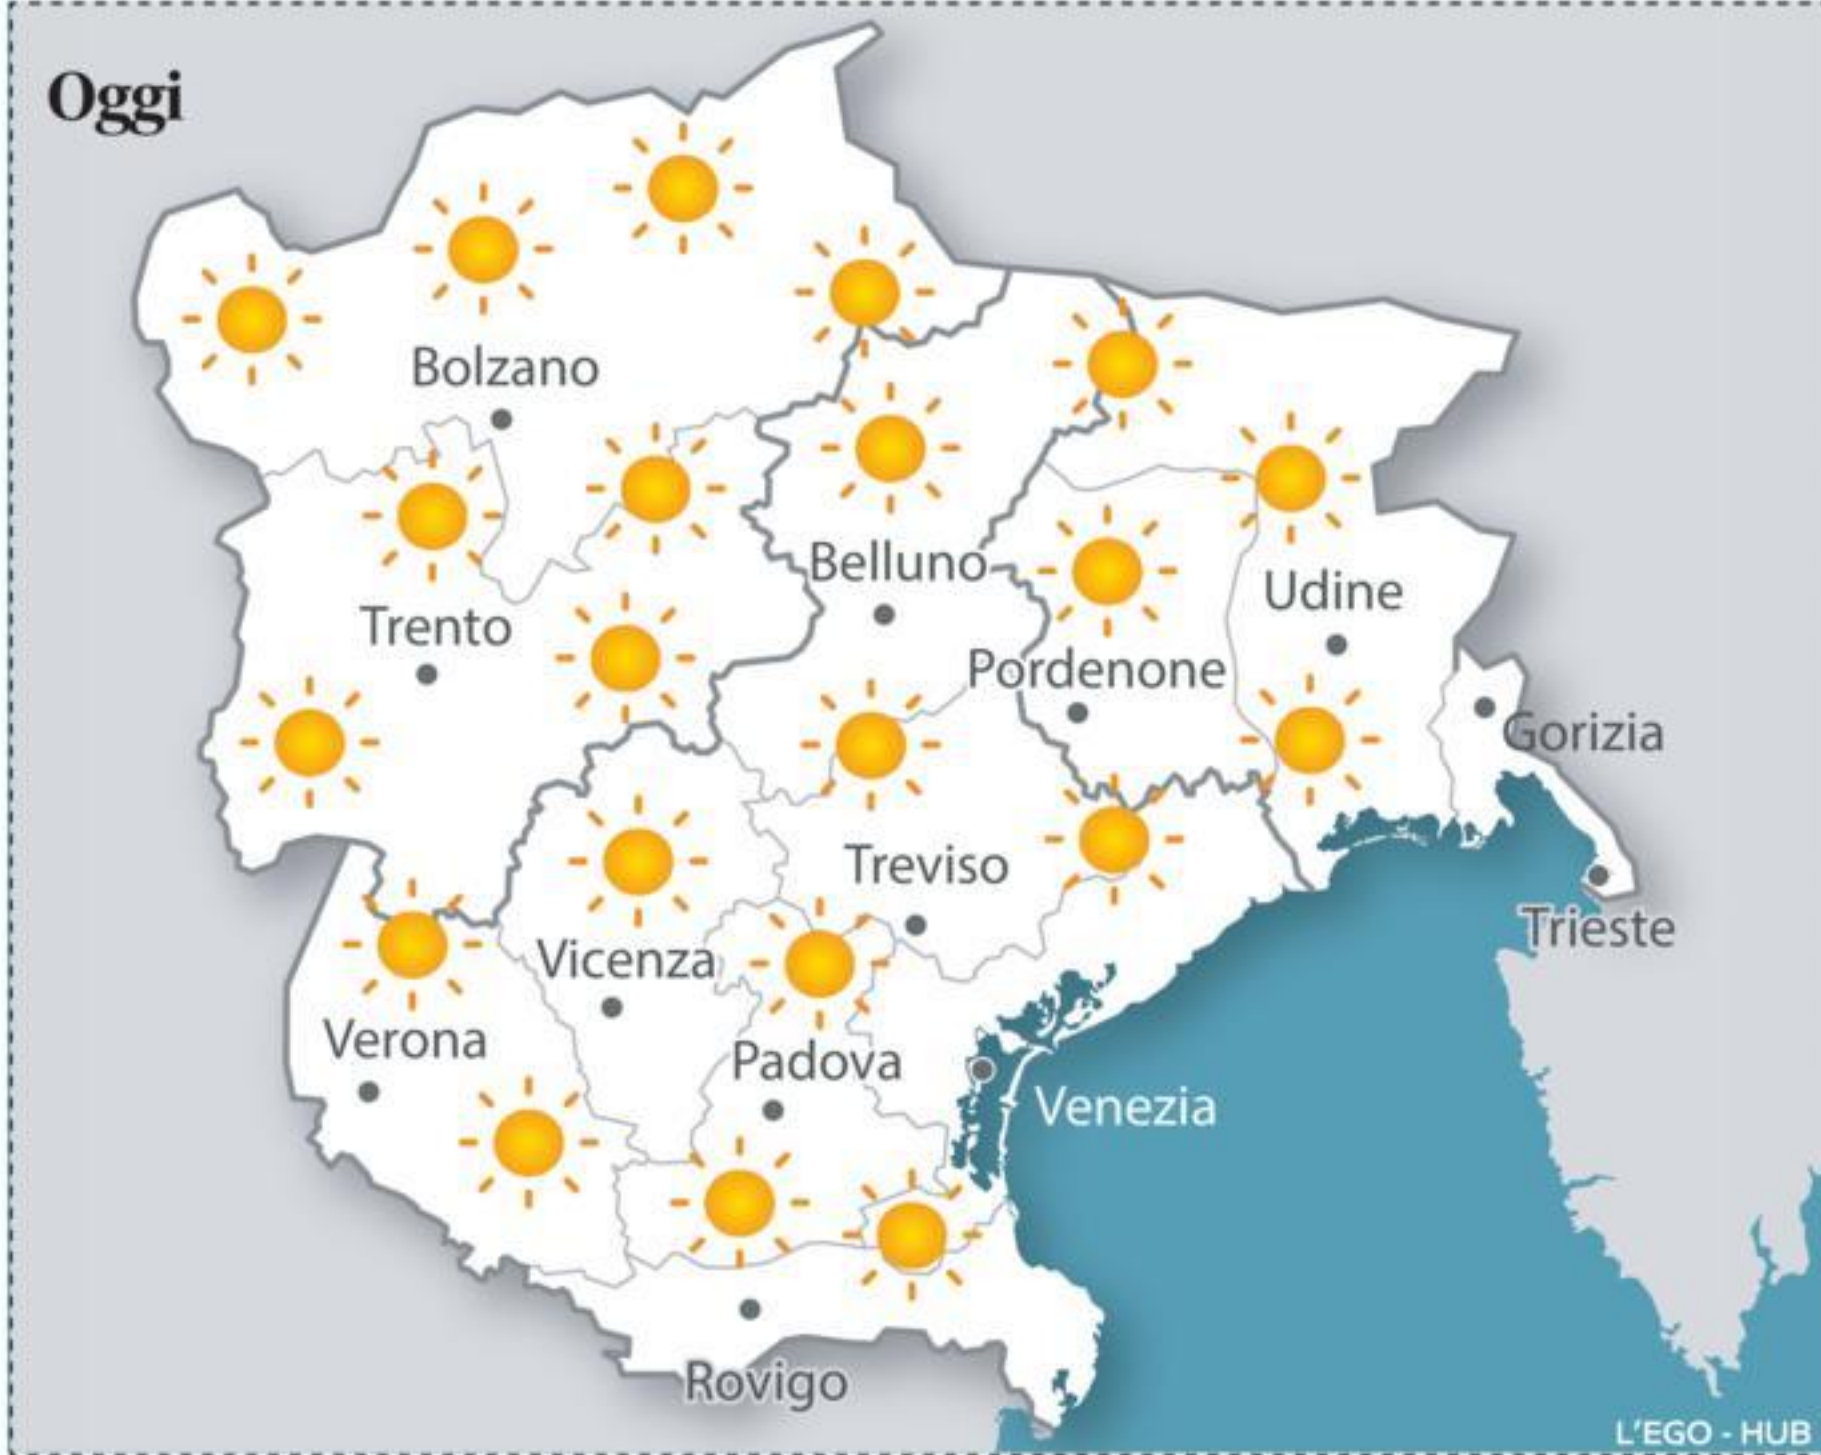 Oggi
Bolzano
Belluno
Udine
Trento
Pordenone
Gorizia
Treviso
Trieste
Vicenza
Verona
Padova
Venezia
Rovigo
L'EGO - HUB